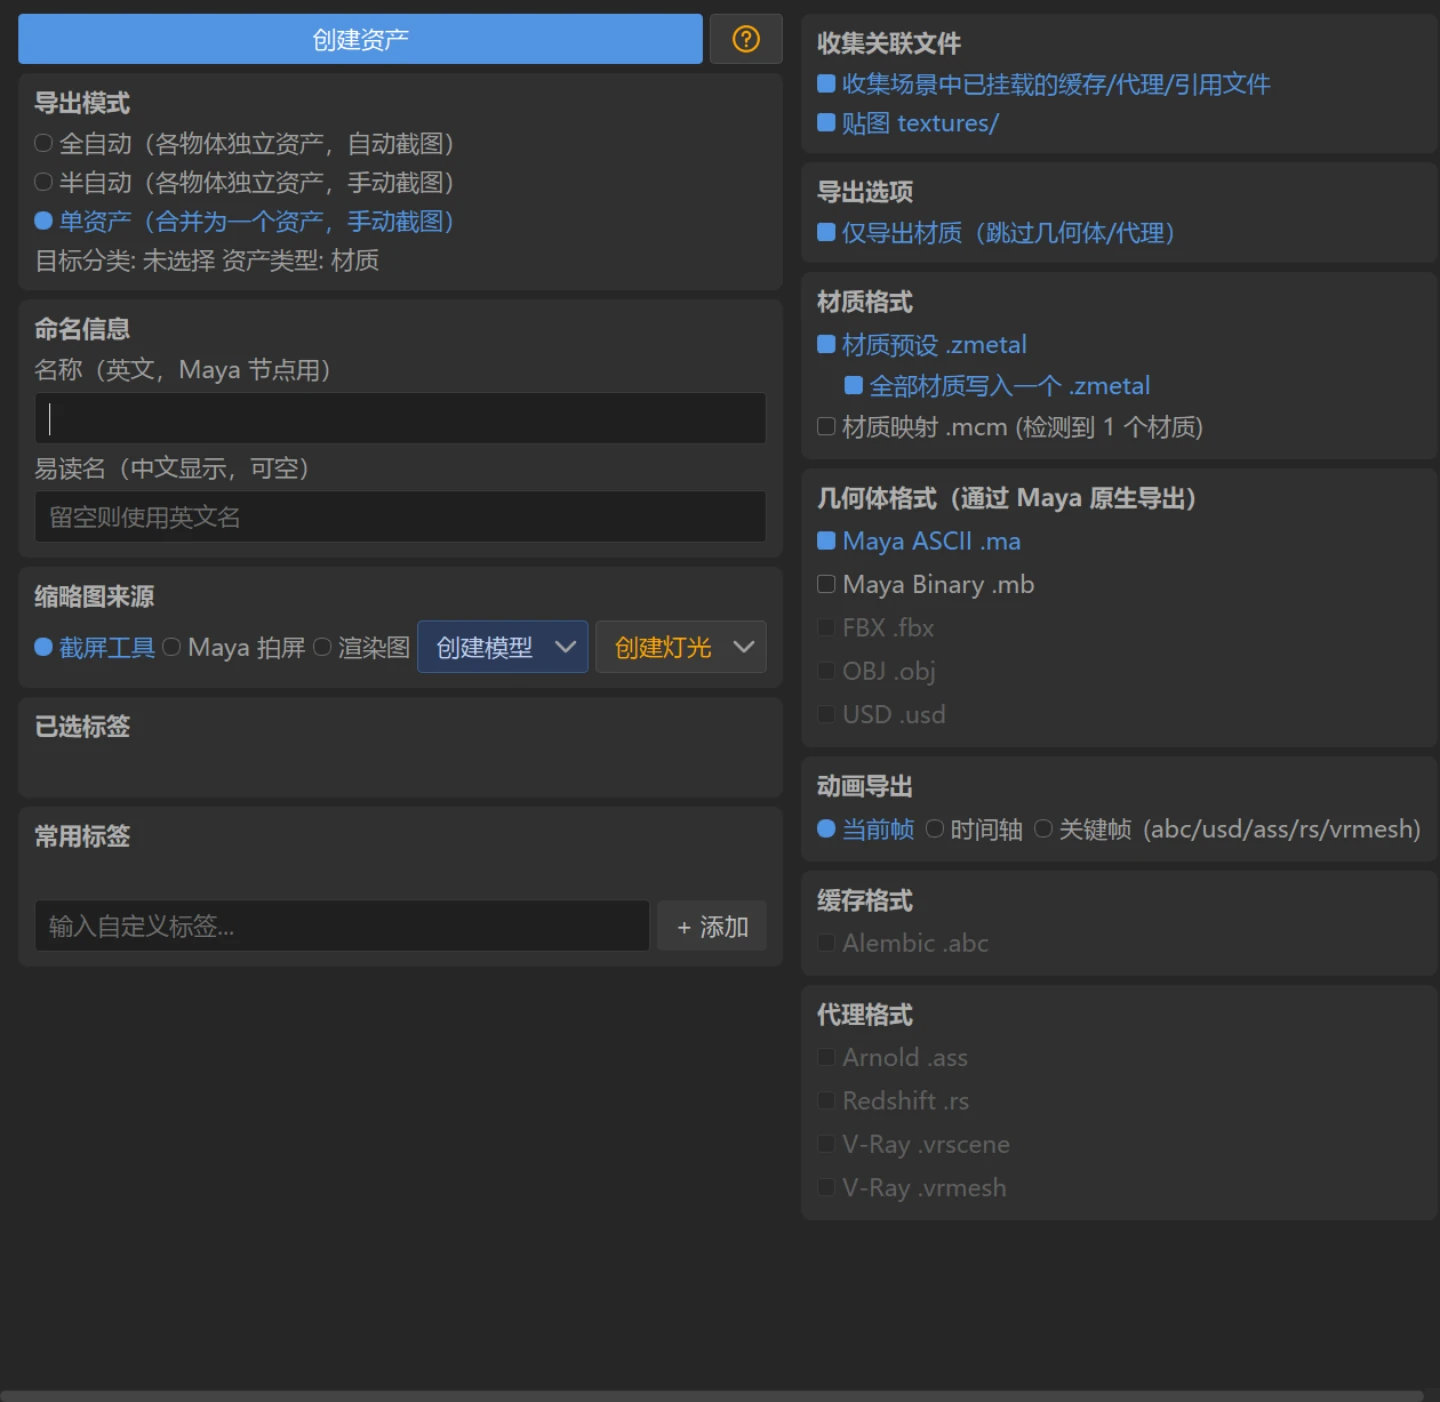 创建资产
导出模式
全自动（各物体独立资产，自动截图）
半自动（各物体独立资产，手动截图）
单资产（合并为一个资产，手动截图）
目标分类: 未选择 资产类型: 材质
命名信息
名称（英文，Maya 节点用）
易读名（中文显示，可空）
留空则使用英文名
缩略图来源
截屏工具 Maya 拍屏 渲染图 创建模型 创建灯光
已选标签
常用标签
输入自定义标签... + 添加
收集关联文件
收集场景中已挂载的缓存/代理/引用文件
贴图 textures/
导出选项
仅导出材质（跳过几何体/代理）
材质格式
材质预设 .zmetal
全部材质写入一个 .zmetal
材质映射 .mcm (检测到 1 个材质)
几何体格式（通过 Maya 原生导出）
Maya ASCII .ma
Maya Binary .mb
FBX .fbx
OBJ .obj
USD .usd
动画导出
当前帧 时间轴 关键帧 (abc/usd/ass/rs/vrmesh)
缓存格式
Alembic .abc
代理格式
Arnold .ass
Redshift .rs
V-Ray .vrscene
V-Ray .vrmesh